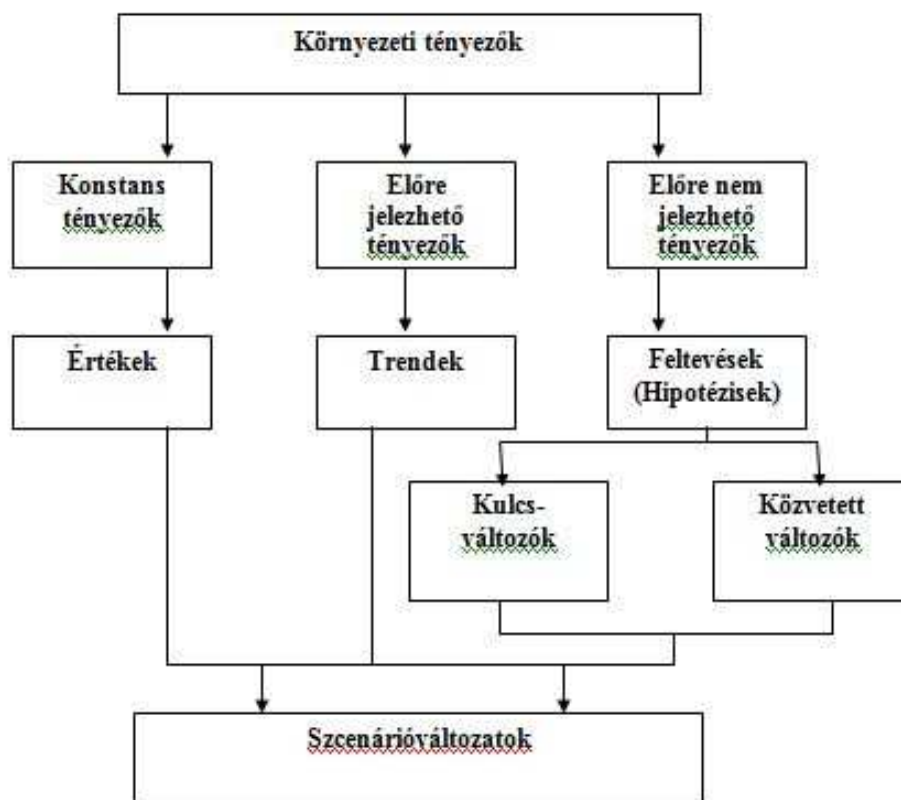 Környezeti tényezők
Konstans
tényezők
Előre
jelezhető
tényezők
Előre nem
jelezhető
tényezők
Értékek
Trendek
Feltevések
(Hipotézisek)
Kulcs-
változók
Közvetett
változók
Szcenárióváltozatok